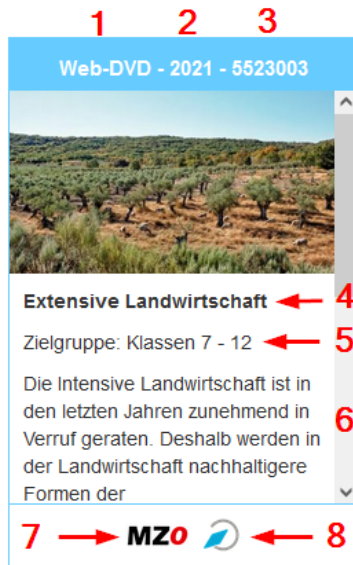 1 2 3
Web-DVD - 2021 - 5523003
Extensive Landwirtschaft 4
Zielgruppe: Klassen 7 - 12 5
Die Intensive Landwirtschaft ist in
den letzten Jahren zunehmend in
Verruf geraten. Deshalb werden in 6
der Landwirtschaft nachhaltigere
Formen der
7 MZO 8